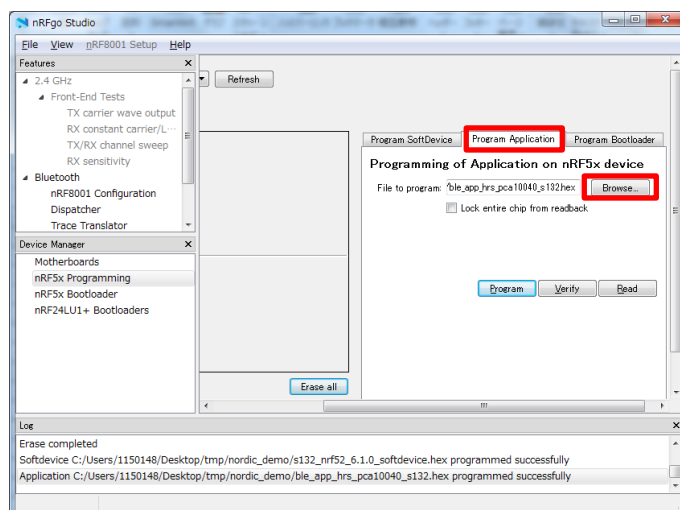 nRFgo Studio
File View nRF8001 Setup Help
Features
2.4 GHz
Front-End Tests
TX carrier wave output
RX constant carrier/L…
TX/RX channel sweep
RX sensitivity
Bluetooth
nRF8001 Configuration
Dispatcher
Trace Translator
Device Manager
Motherboards
nRF5x Programming
nRF5x Bootloader
nRF24LU1+ Bootloaders
Refresh
Erase all
Program SoftDevice Program Application Program Bootloader
Programming of Application on nRF5x device
File to program: /ble_app_hrs_pca10040_s132.hex Browse...
Lock entire chip from readback
Program Verify Read
Log
Erase completed
Softdevice C:/Users/1150148/Desktop/tmp/nordic_demo/s132_nrf52_6.1.0_softdevice.hex programmed successfully
Application C:/Users/1150148/Desktop/tmp/nordic_demo/ble_app_hrs_pca10040_s132.hex programmed successfully